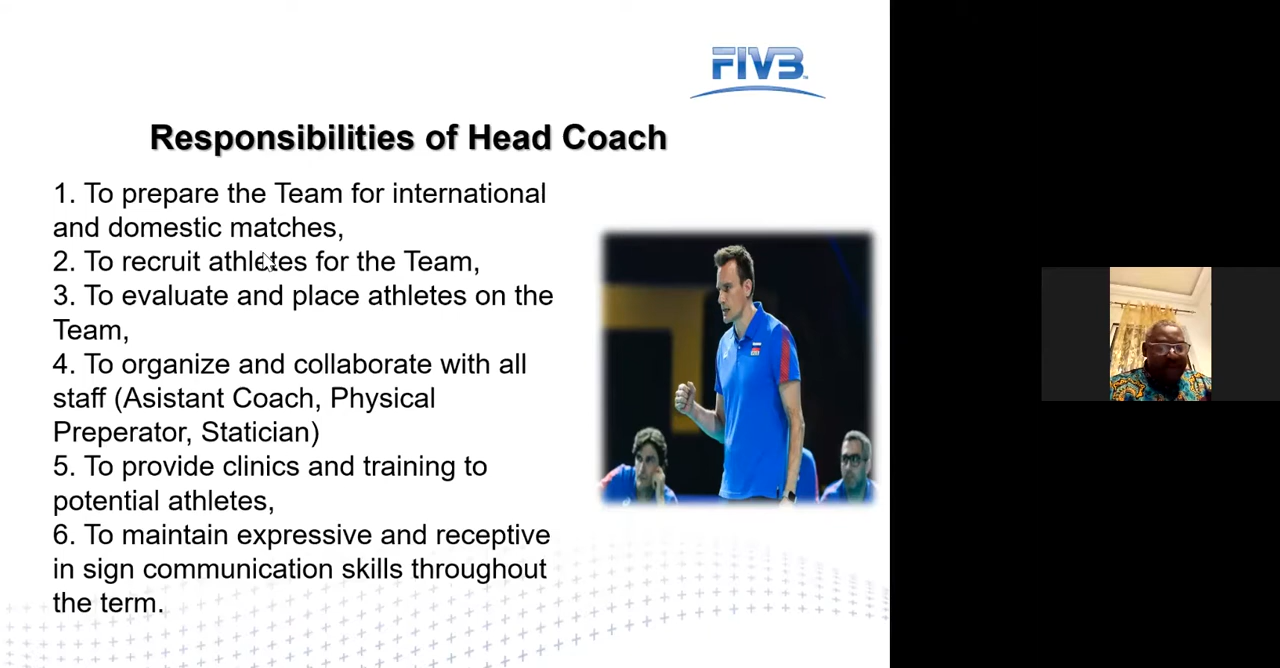 FIVB
Responsibilities of Head Coach
1. To prepare the Team for international
and domestic matches,
2. To recruit athletes for the Team,
3. To evaluate and place athletes on the
Team,
4. To organize and collaborate with all
staff (Asistant Coach, Physical
Preperator, Statician)
5. To provide clinics and training to
potential athletes,
6. To maintain expressive and receptive
in sign communication skills throughout
the term.